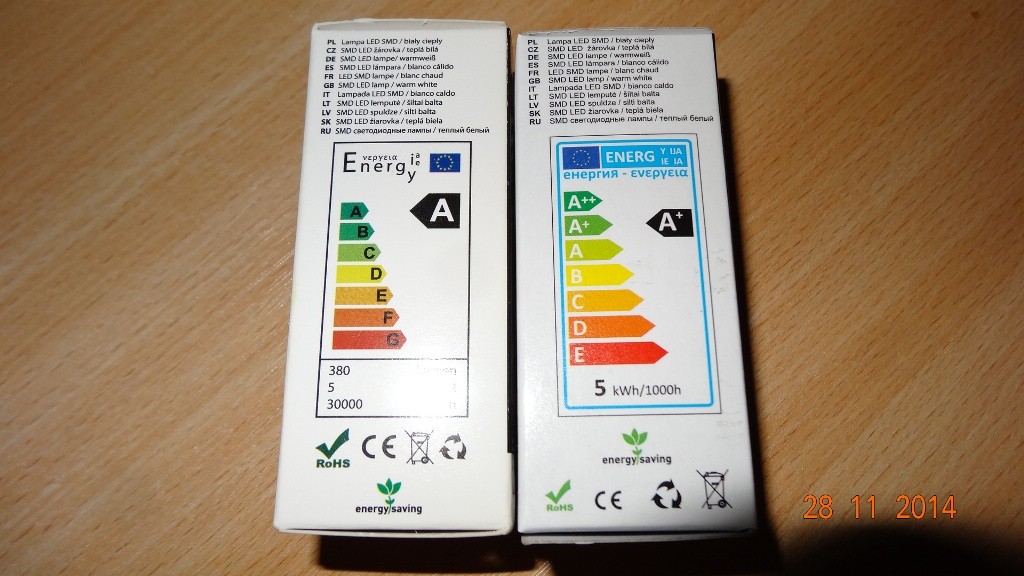 PL Lampa LED SMD / biały ciepły
CZ SMD LED žárovka / teplá bílá
DE SMD LED lampe/ warmweiß
ES SMD LED lámpara / blanco cálido
FR LED SMD lampe / blanc chaud
GB SMD LED lamp / warm white
IT Lampada LED SMD / bianco caldo
LT SMD LED lemputė / šiltai balta
LV SMD LED spuldze / silti balta
SK SMD LED žiarovka / teplá biela
RU SMD светодиодные лампы / теплый белый
Energ νεργεια ia ae y
A
A
B
C
D
E
F
G
380
5
30000
RoHS CE
energy saving
PL Lampa LED SMD / biały ciepły
CZ SMD LED žárovka / teplá bílá
DE SMD LED lampe/ warmweiß
ES SMD LED lámpara / blanco cálido
FR LED SMD lampe / blanc chaud
GB SMD LED lamp / warm white
IT Lampada LED SMD / bianco caldo
LT SMD LED lemputė / šiltai balta
LV SMD LED spuldze / silti balta
SK SMD LED žiarovka / teplá biela
RU SMD светодиодные лампы / теплый белый
ENERG Y IJA
IE IA
енергия - ενεργεια
A++
A+
A+
A
B
C
D
E
5 kWh/1000h
energy saving
RoHS CE
28 11 2014